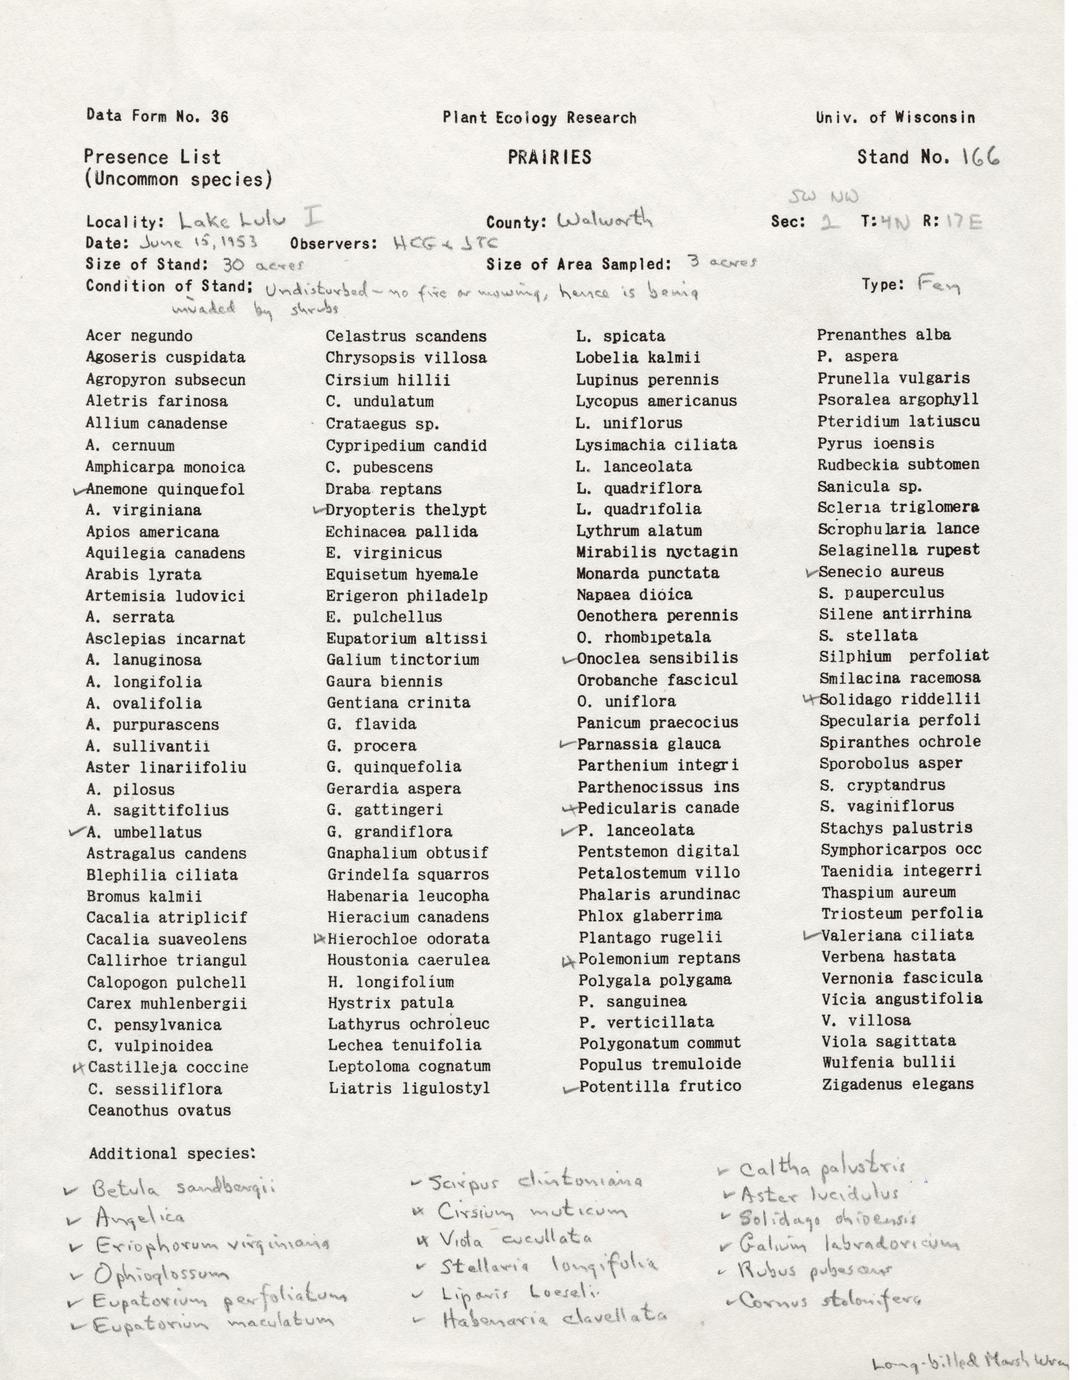 Data Form No. 36 Plant Ecology Research Univ. of Wisconsin
Presence List PRAIRIES Stand No. 166
(Uncommon species)
SW NW
Locality: Lake Lulu I County: Walworth Sec: 2 T:4N R:17E
Date: June 15, 1953 Observers: HCG & JTC
Size of Stand: 30 acres Size of Area Sampled: 3 acres
Condition of Stand: Undisturbed - no fire or mowing, hence is being Type: Fen
invaded by shrubs
Acer negundo
Agoseris cuspidata
Agropyron subsecun
Aletris farinosa
Allium canadense
A. cernuum
Amphicarpa monoica
✓Anemone quinquefol
A. virginiana
Apios americana
Aquilegia canadens
Arabis lyrata
Artemisia ludovici
A. serrata
Asclepias incarnat
A. lanuginosa
A. longifolia
A. ovalifolia
A. purpurascens
A. sullivantii
Aster linariifoliu
A. pilosus
A. sagittifolius
✓A. umbellatus
Astragalus candens
Blephilia ciliata
Bromus kalmii
Cacalia atriplicif
Cacalia suaveolens
Callirhoe triangul
Calopogon pulchell
Carex muhlenbergii
C. pensylvanica
C. vulpinoidea
Castilleja coccine
C. sessiliflora
Ceanothus ovatus
Celastrus scandens
Chrysopsis villosa
Cirsium hillii
C. undulatum
Crataegus sp.
Cypripedium candid
C. pubescens
Draba reptans
✓Dryopteris thelypt
Echinacea pallida
E. virginicus
Equisetum hyemale
Erigeron philadelp
E. pulchellus
Eupatorium altissi
Galium tinctorium
Gaura biennis
Gentiana crinita
G. flavida
G. procera
G. quinquefolia
Gerardia aspera
G. gattingeri
G. grandiflora
Gnaphalium obtusif
Grindelia squarros
Habenaria leucopha
Hieracium canadens
Hierochloe odorata
Houstonia caerulea
H. longifolium
Hystrix patula
Lathyrus ochroleuc
Lechea tenuifolia
Leptoloma cognatum
Liatris ligulostyl
L. spicata
Lobelia kalmii
Lupinus perennis
Lycopus americanus
L. uniflorus
Lysimachia ciliata
L. lanceolata
L. quadriflora
L. quadrifolia
Lythrum alatum
Mirabilis nyctagin
Monarda punctata
Napaea dioica
Oenothera perennis
O. rhombipetala
✓Onoclea sensibilis
Orobanche fascicul
O. uniflora
Panicum praecocius
✓Parnassia glauca
Parthenium integri
Parthenocissus ins
Pedicularis canade
✓P. lanceolata
Pentstemon digital
Petalostemum villo
Phalaris arundinac
Phlox glaberrima
Plantago rugelii
Polemonium reptans
Polygala polygama
P. sanguinea
P. verticillata
Polygonatum commut
Populus tremuloide
✓Potentilla frutico
Prenanthes alba
P. aspera
Prunella vulgaris
Psoralea argophyll
Pteridium latiuscu
Pyrus ioensis
Rudbeckia subtomen
Sanicula sp.
Scleria triglomera
Scrophularia lance
Selaginella rupest
✓Senecio aureus
S. pauperculus
Silene antirrhina
S. stellata
Silphium perfoliat
Smilacina racemosa
Solidago riddellii
Specularia perfoli
Spiranthes ochrole
Sporobolus asper
S. cryptandrus
S. vaginiflorus
Stachys palustris
Symphoricarpos occ
Taenidia integerri
Thaspium aureum
Triosteum perfolia
✓Valeriana ciliata
Verbena hastata
Vernonia fascicula
Vicia angustifolia
V. villosa
Viola sagittata
Wulfenia bullii
Zigadenus elegans
Additional species:
✓ Betula sandbergii
✓ Angelica
✓ Eriophorum virginiana
✓ Ophioglossum
✓ Eupatorium perfoliatum
✓ Eupatorium maculatum
✓ Scirpus clintoniana
Cirsium muticum
Viola cucullata
✓ Stellaria longifolia
✓ Liparis Loeseli
✓ Habenaria clavellata
✓ Caltha palustris
✓ Aster lucidulus
✓ Solidago ohioensis
✓ Galium labradoricum
✓ Rubus pubescens
✓ Cornus stolonifera
Long-billed Marsh Wren